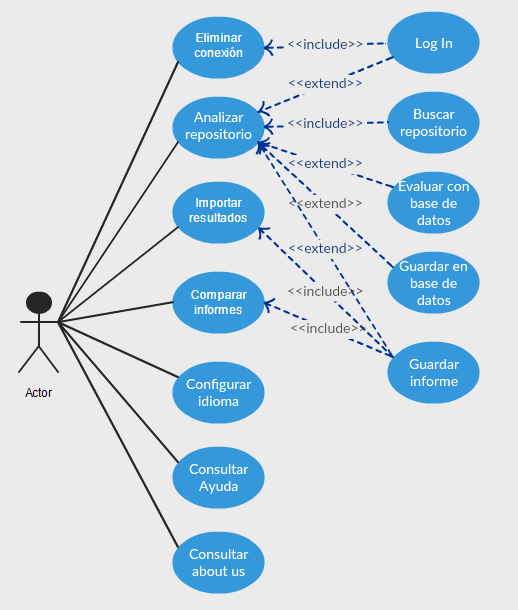 Eliminar
conexión
<<include>>
Log In
<<extend>>
Analizar
repositorio
<<include>>
Buscar
repositorio
<<extend>>
Evaluar con
base de
datos
Importar
resultados
<<extend>>
<<extend>>
Guardar en
base de
datos
Comparar
informes
<<include>>
<<include>>
Guardar
informe
Actor
Configurar
idioma
Consultar
Ayuda
Consultar
about us